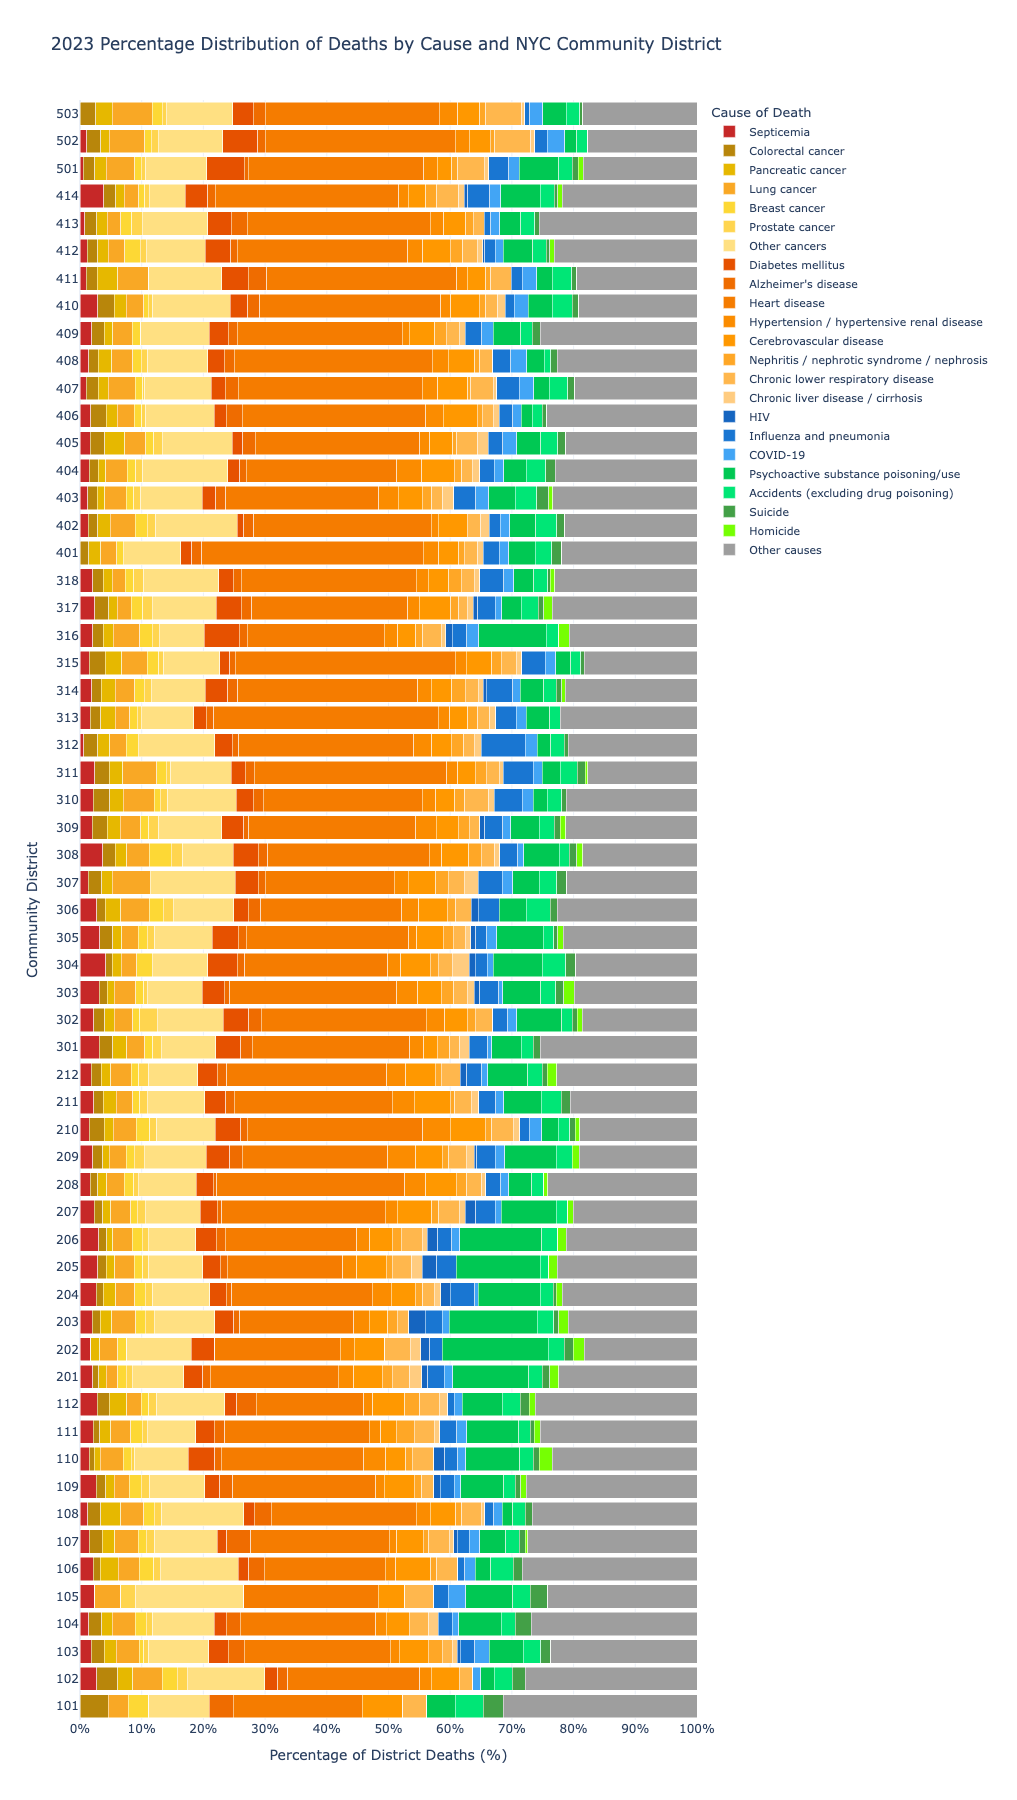 2023 Percentage Distribution of Deaths by Cause and NYC Community District
Cause of Death
Septicemia
Colorectal cancer
Pancreatic cancer
Lung cancer
Breast cancer
Prostate cancer
Other cancers
Diabetes mellitus
Alzheimer's disease
Heart disease
Hypertension / hypertensive renal disease
Cerebrovascular disease
Nephritis / nephrotic syndrome / nephrosis
Chronic lower respiratory disease
Chronic liver disease / cirrhosis
HIV
Influenza and pneumonia
COVID-19
Psychoactive substance poisoning/use
Accidents (excluding drug poisoning)
Suicide
Homicide
Other causes
Community District
503
502
501
414
413
412
411
410
409
408
407
406
405
404
403
402
401
318
317
316
315
314
313
312
311
310
309
308
307
306
305
304
303
302
301
212
211
210
209
208
207
206
205
204
203
202
201
112
111
110
109
108
107
106
105
104
103
102
101
0% 10% 20% 30% 40% 50% 60% 70% 80% 90% 100%
Percentage of District Deaths (%)